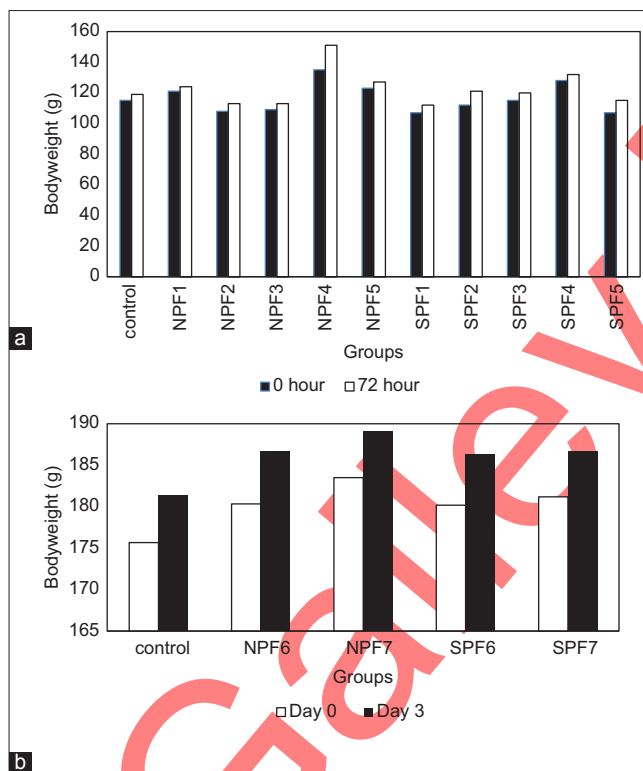 160
140
120
100
80
60
40
20
0
Bodyweight (g)
control
NPF1
NPF2
NPF3
NPF4
NPF5
SPF1
SPF2
SPF3
SPF4
SPF5
a
Groups
0 hour 72 hour
190
185
180
175
170
165
Bodyweight (g)
control NPF6 NPF7 SPF6 SPF7
Groups
Day 0 Day 3
b